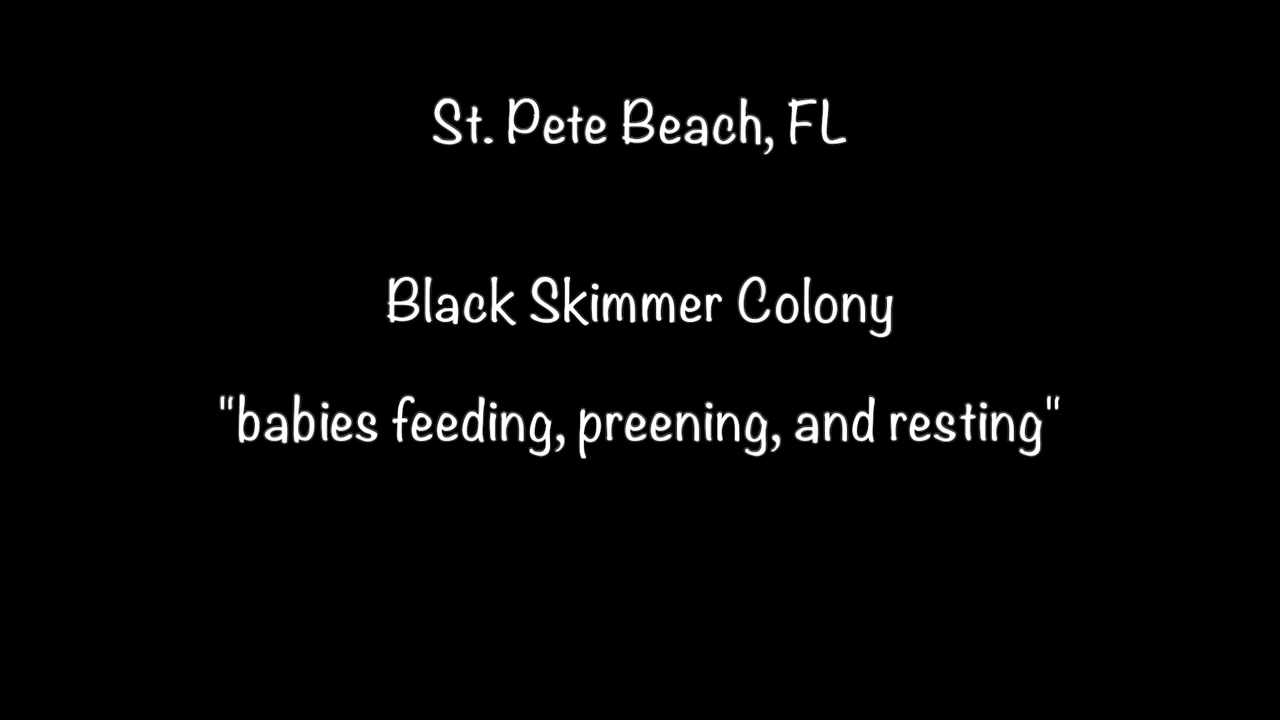 St. Pete Beach, FL
Black Skimmer Colony
"babies feeding, preening, and resting"